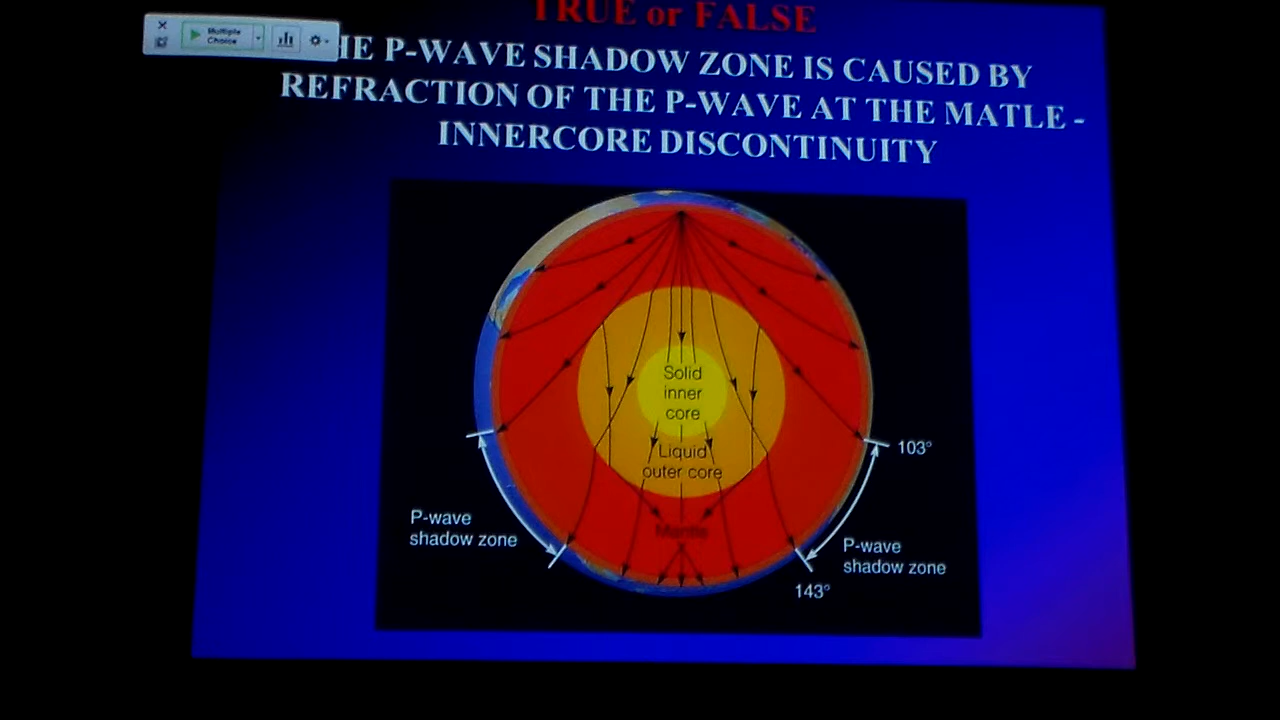 TRUE or FALSE
Multiple
Choice
HE P-WAVE SHADOW ZONE IS CAUSED BY
REFRACTION OF THE P-WAVE AT THE MATLE -
INNERCORE DISCONTINUITY
Solid
inner
core
Liquid
outer core
Mantle
103°
P-wave
shadow zone
P-wave
shadow zone
143°